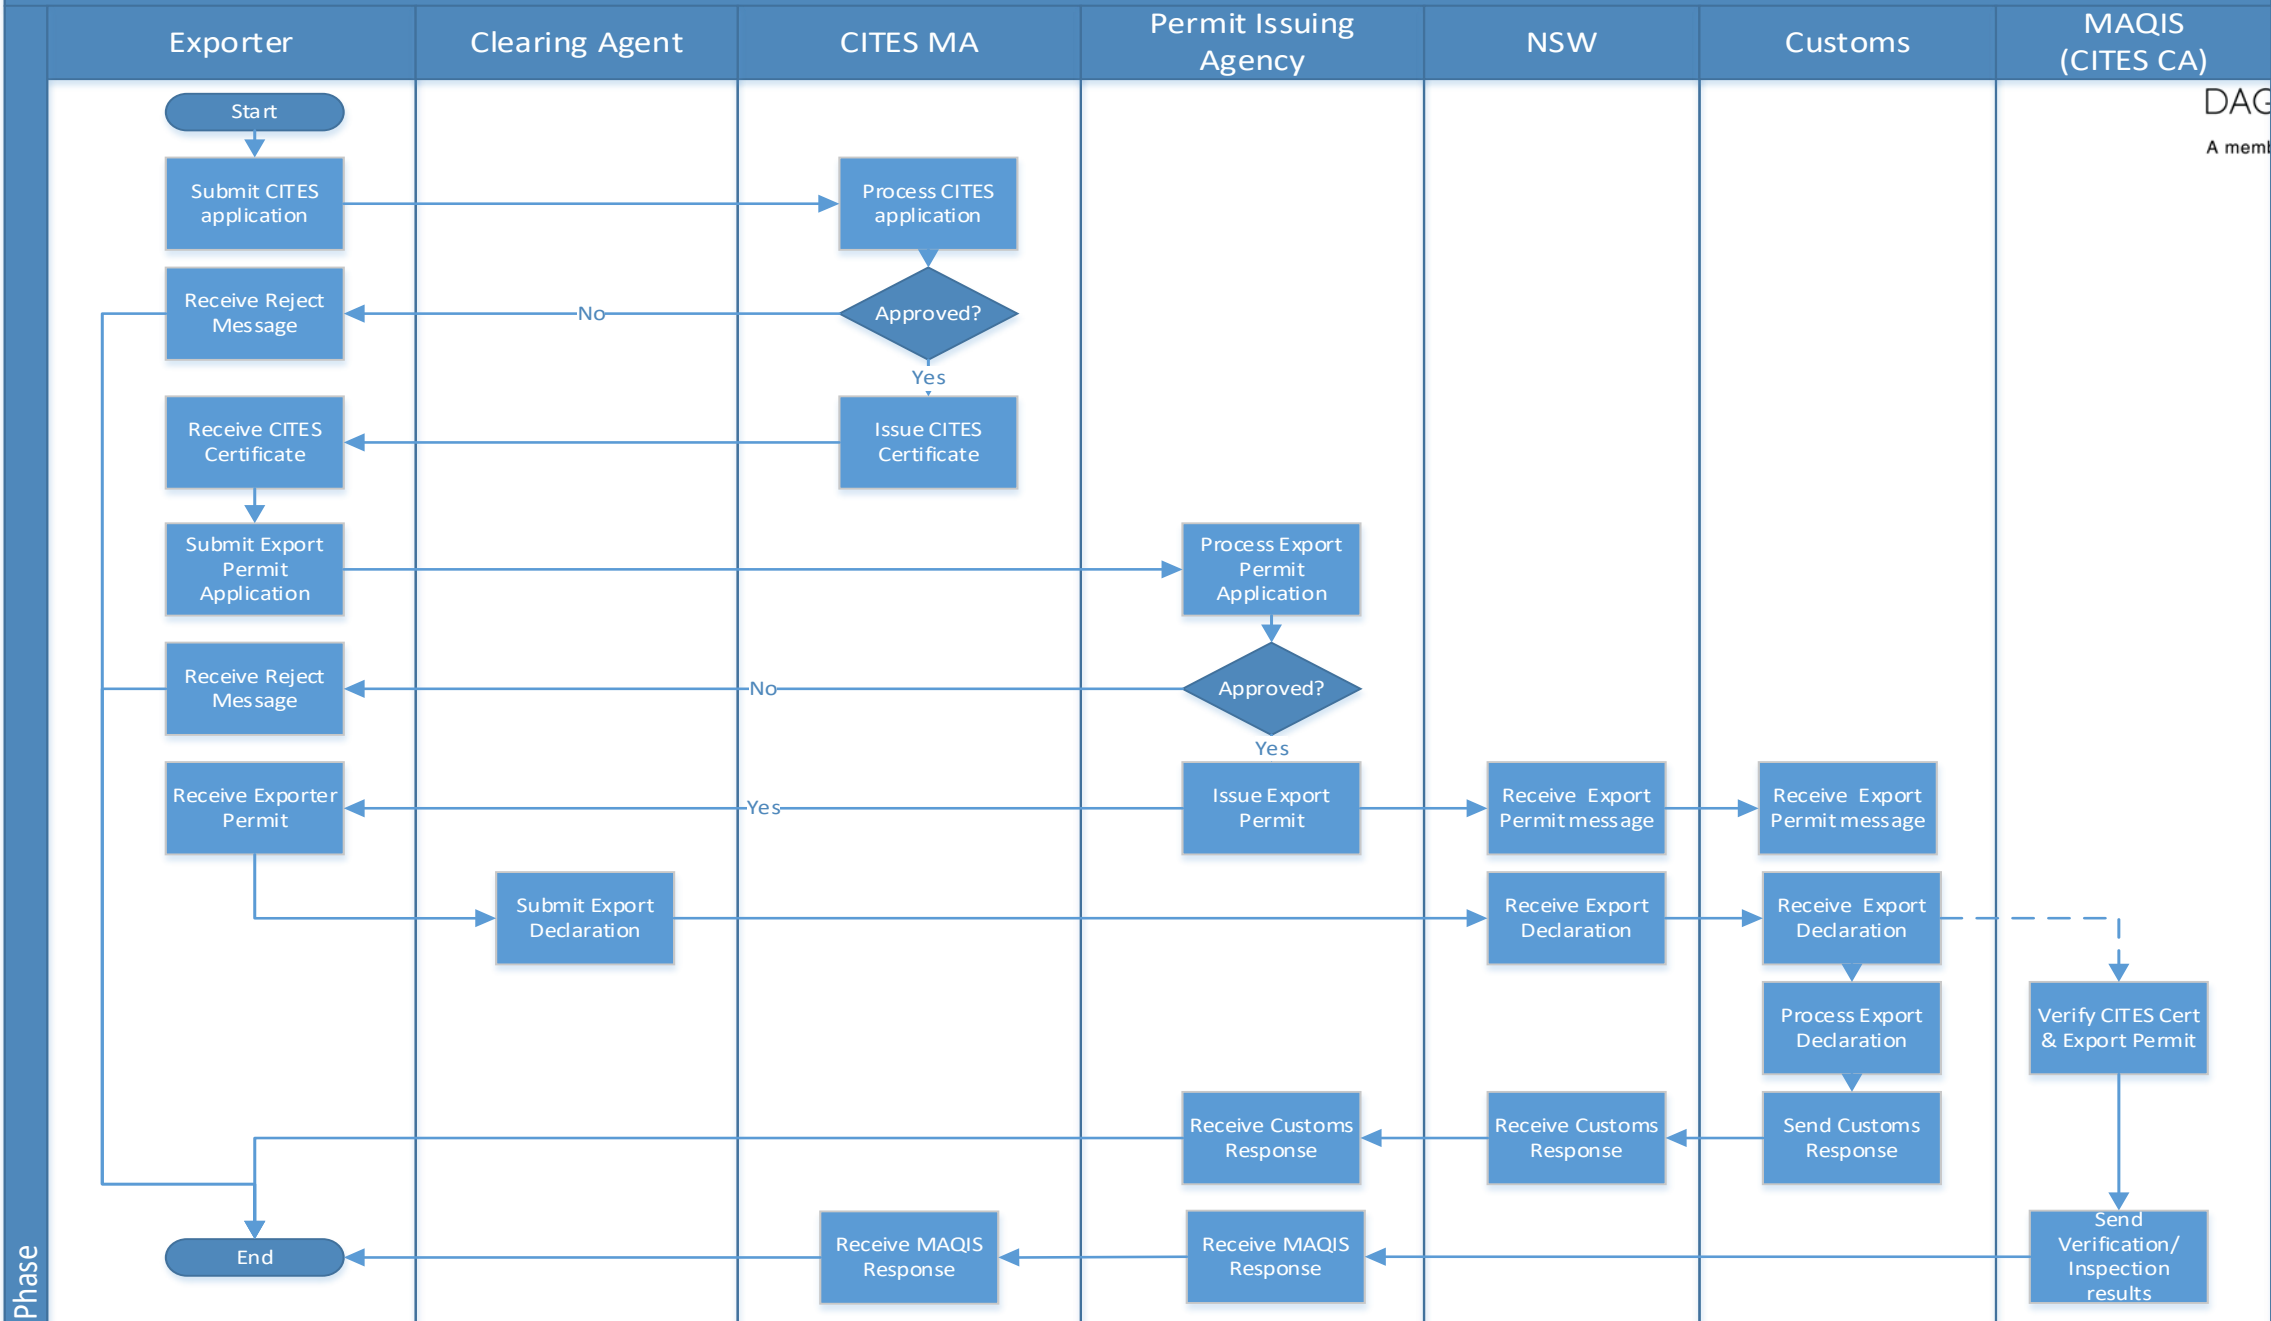 Exporter
Clearing Agent
CITES MA
Permit Issuing
Agency
NSW
Customs
MAQIS
(CITES CA)
DAG
A memb
Start
Submit CITES
application
Process CITES
application
Receive Reject
Message
No
Approved?
Yes
Receive CITES
Certificate
Issue CITES
Certificate
Submit Export
Permit
Application
Process Export
Permit
Application
Receive Reject
Message
No
Approved?
Yes
Receive Exporter
Permit
Yes
Issue Export
Permit
Receive Export
Permit message
Receive Export
Permit message
Submit Export
Declaration
Receive Export
Declaration
Receive Export
Declaration
Process Export
Declaration
Verify CITES Cert
& Export Permit
Receive Customs
Response
Receive Customs
Response
Send Customs
Response
End
Receive MAQIS
Response
Receive MAQIS
Response
Send
Verification/
Inspection
results
Phase